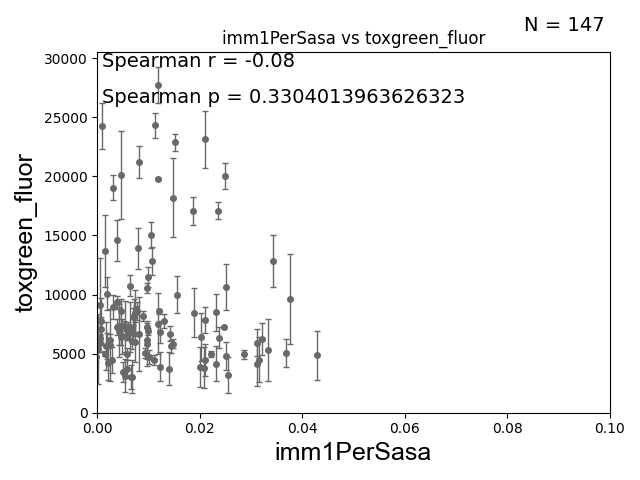 N = 147
imm1PerSasa vs toxgreen_fluor
Spearman r = -0.08
Spearman p = 0.3304013963626323
toxgreen_fluor
30000
25000
20000
15000
10000
5000
0
0.00 0.02 0.04 0.06 0.08 0.10
imm1PerSasa